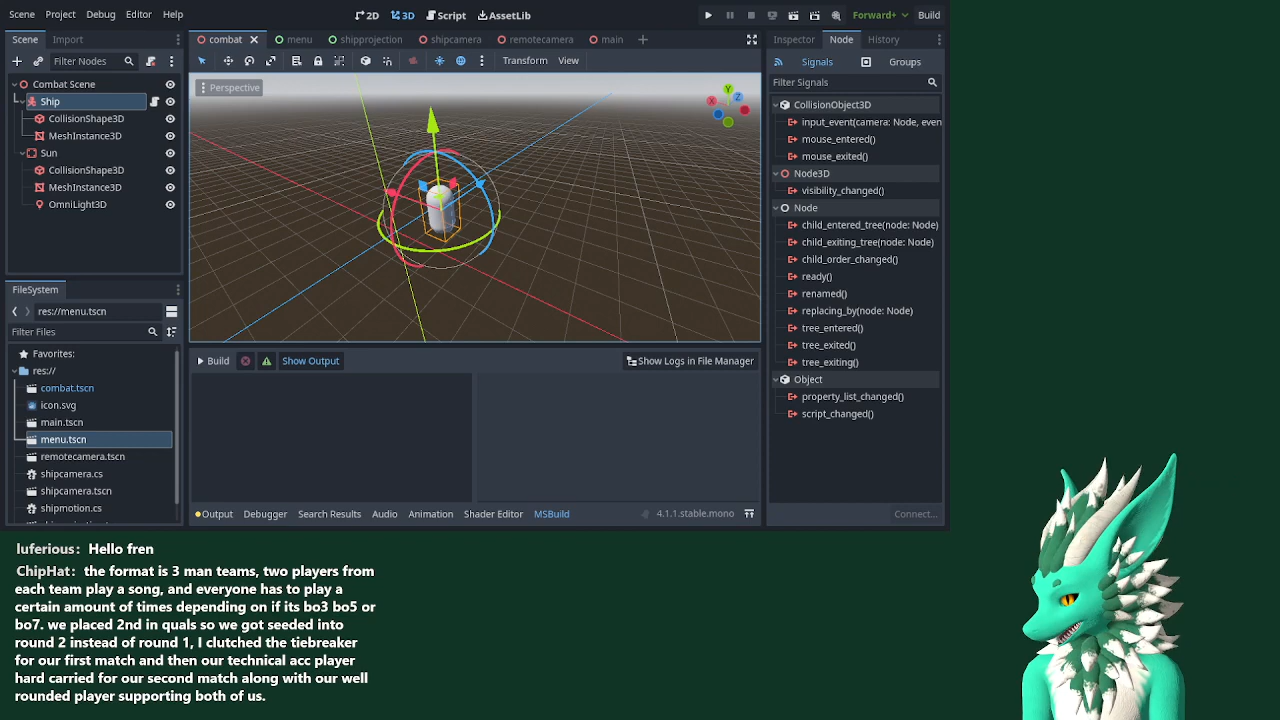 Scene Project Debug Editor Help
2D 3D Script AssetLib
Forward+ Build
Scene Import
combat menu shipprojection shipcamera remotecamera main
Inspector Node History
Filter Nodes
Transform View
Signals Groups
Filter Signals
Combat Scene
Ship
CollisionShape3D
MeshInstance3D
Sun
CollisionShape3D
MeshInstance3D
OmniLight3D
Perspective
Y
X
Z
CollisionObject3D
input_event(camera: Node, even
mouse_entered()
mouse_exited()
Node3D
visibility_changed()
Node
child_entered_tree(node: Node)
child_exiting_tree(node: Node)
child_order_changed()
ready()
renamed()
replacing_by(node: Node)
tree_entered()
tree_exited()
tree_exiting()
Object
property_list_changed()
script_changed()
Connect...
FileSystem
res://menu.tscn
Filter Files
Favorites:
res://
combat.tscn
icon.svg
main.tscn
menu.tscn
remotecamera.tscn
shipcamera.cs
shipcamera.tscn
shipmotion.cs
Build Show Output Show Logs in File Manager
Output Debugger Search Results Audio Animation Shader Editor MSBuild 4.1.1.stable.mono
luferious: Hello fren
ChipHat: the format is 3 man teams, two players from
each team play a song, and everyone has to play a
certain amount of times depending on if its bo3 bo5 or
bo7. we placed 2nd in quals so we got seeded into
round 2 instead of round 1, I clutched the tiebreaker
for our first match and then our technical acc player
hard carried for our second match along with our well
rounded player supporting both of us.